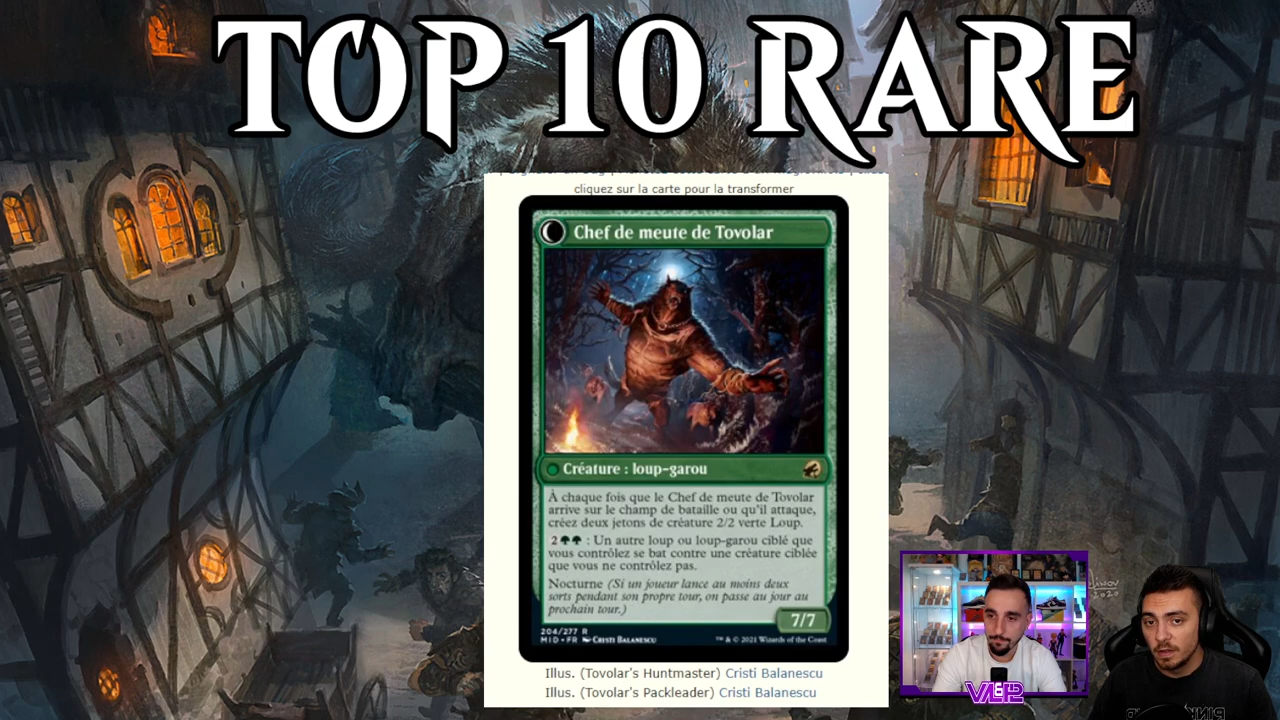 TOP 10 RARE
cliquez sur la carte pour la transformer
Chef de meute de Tovolar
Créature : loup-garou
À chaque fois que le Chef de meute de Tovolar
arrive sur le champ de bataille ou qu'il attaque,
créez deux jetons de créature 2/2 verte Loup.
2 : Un autre loup ou loup-garou ciblé que
vous contrôlez se bat contre une créature ciblée
que vous ne contrôlez pas.
Nocturne (Si un joueur lance au moins deux
sorts pendant son propre tour, on passe au jour au
prochain tour.)
7/7
204/277 R
MID • FR CRISTI BALANESCU
™ & © 2021 Wizards of the Coast
Illus. (Tovolar's Huntmaster) Cristi Balanescu
Illus. (Tovolar's Packleader) Cristi Balanescu
2020